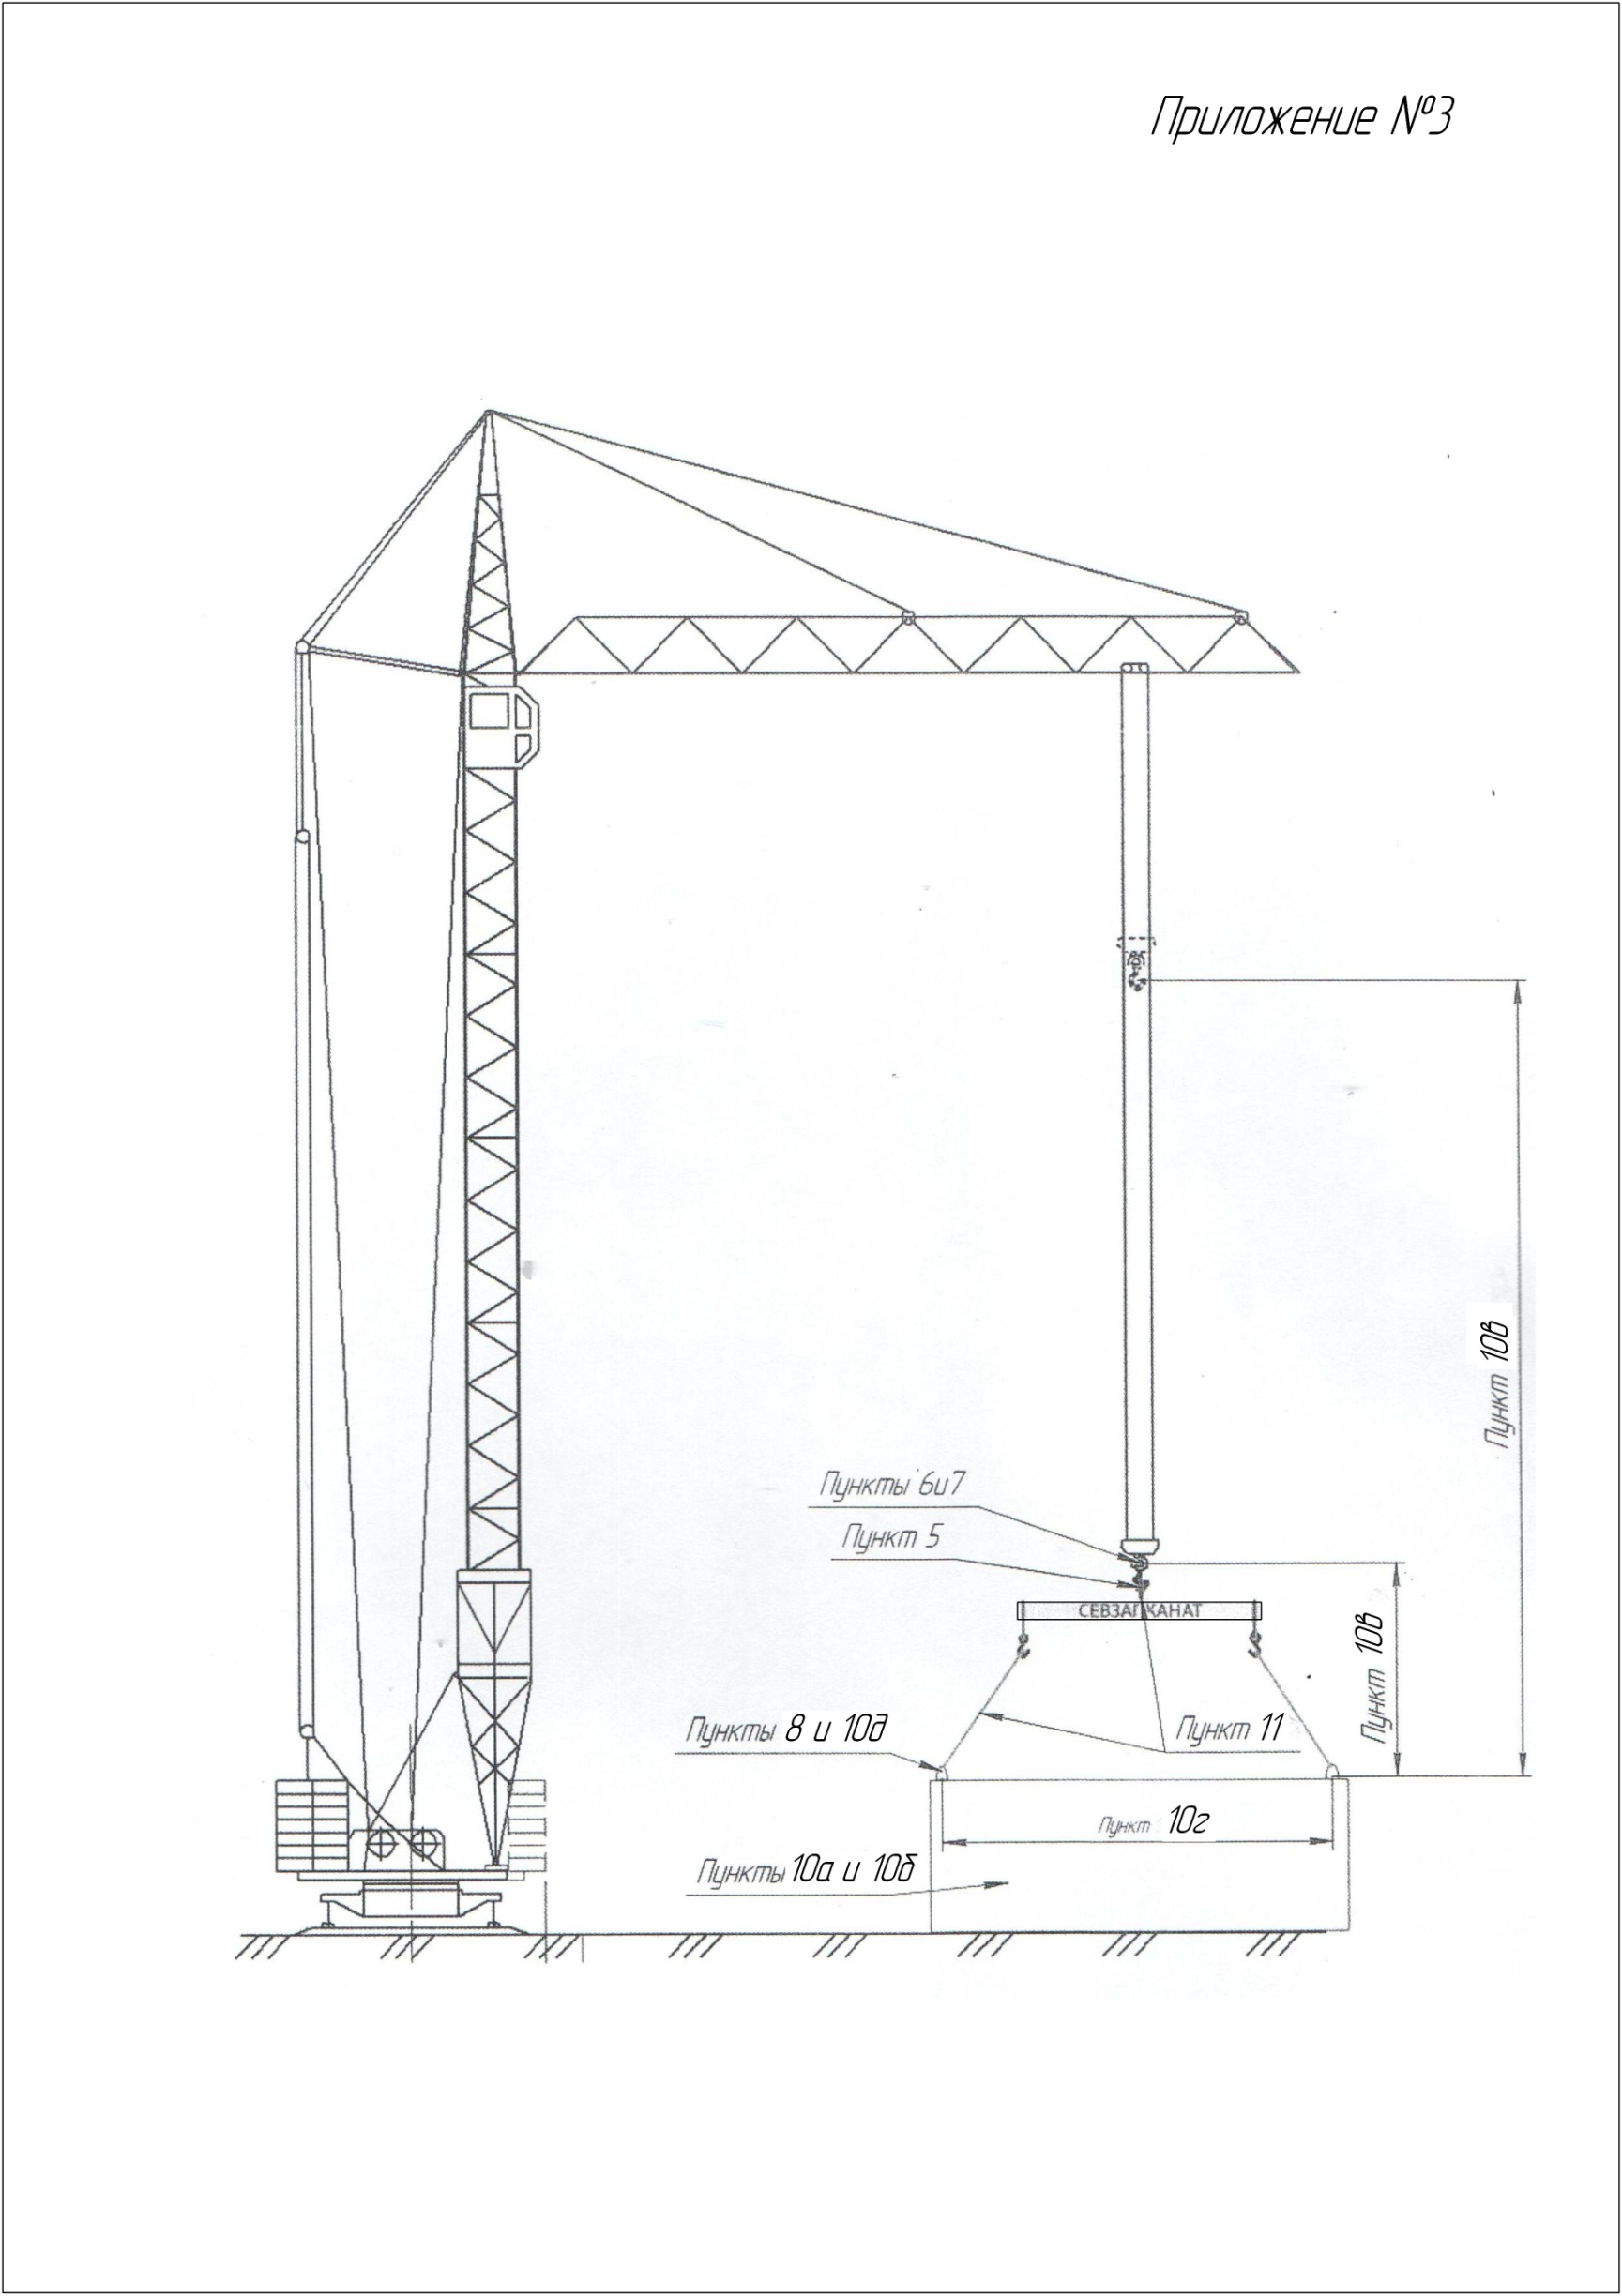 Приложение №3
Пункт 10в
Пункты 6и7
Пункт 5
СЕВЗАПКАНАТ
Пункт 10в
Пункты 8 и 10д
Пункт 11
Пункт 10г
Пункты 10а и 10б